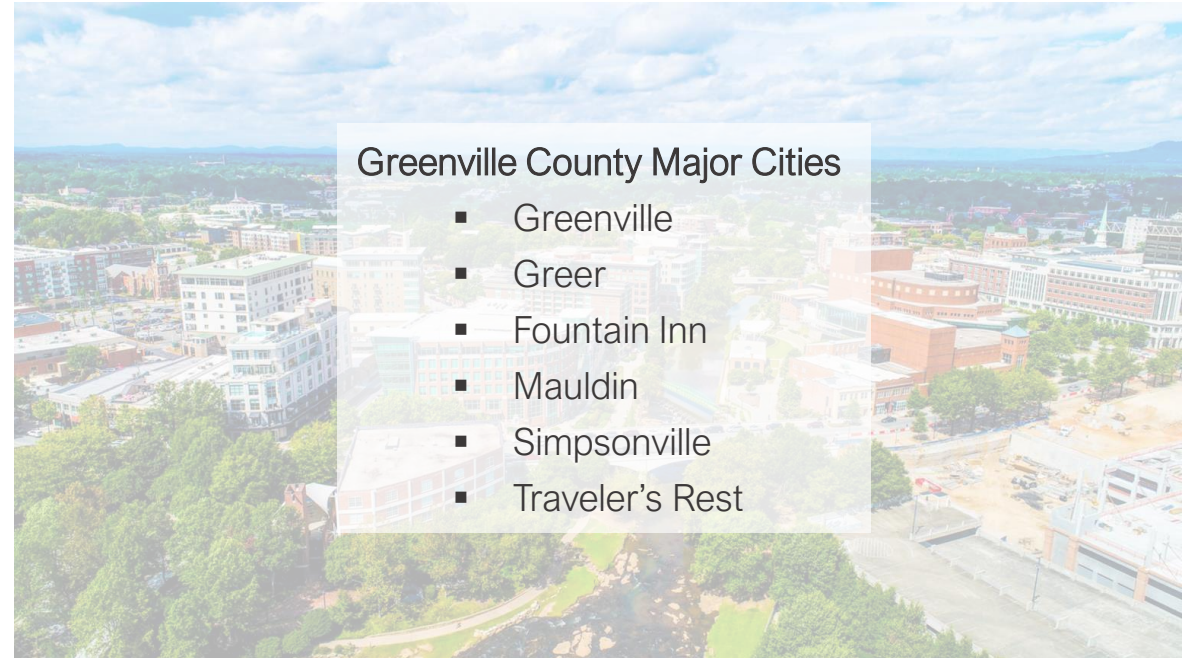 Greenville County Major Cities
▪ Greenville
▪ Greer
▪ Fountain Inn
▪ Mauldin
▪ Simpsonville
▪ Traveler’s Rest